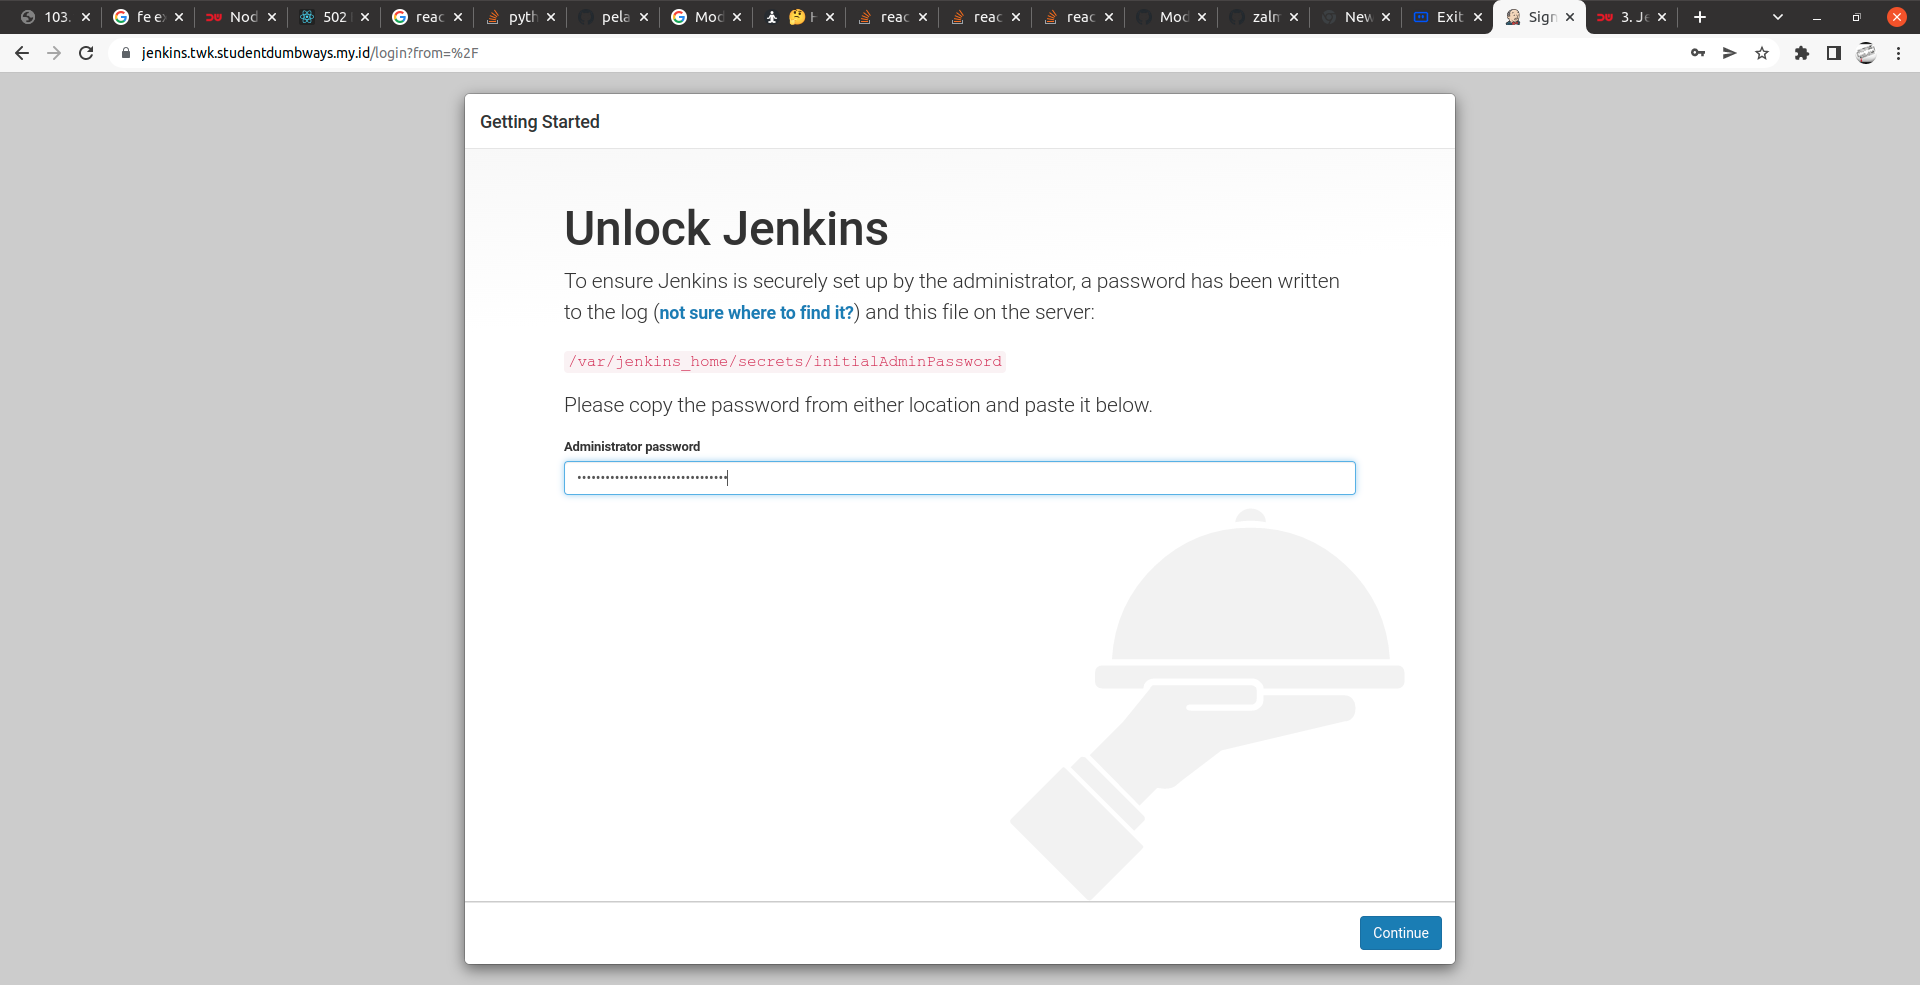 103.
fe e
Nod
502
reac
pyth
pela
Mod
reac
reac
reac
Mod
zalm
New
Exit
Sign
3. Je
jenkins.twk.studentdumbways.my.id/login?from=%2F
Getting Started
Unlock Jenkins
To ensure Jenkins is securely set up by the administrator, a password has been written
to the log (not sure where to find it?) and this file on the server:
/var/jenkins_home/secrets/initialAdminPassword
Please copy the password from either location and paste it below.
Administrator password
Continue